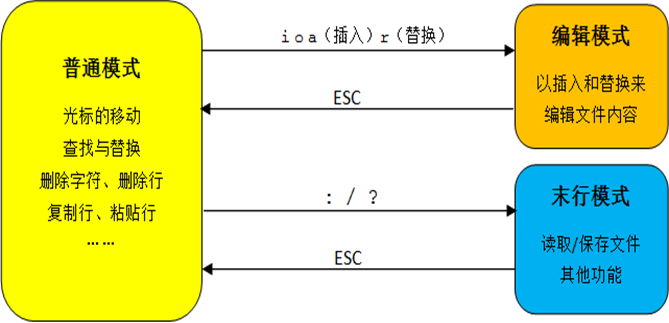 普通模式
光标的移动
查找与替换
删除字符、删除行
复制行、粘贴行
……
i o a（插入）r（替换）
ESC
: / ?
ESC
编辑模式
以插入和替换来
编辑文件内容
末行模式
读取/保存文件
其他功能